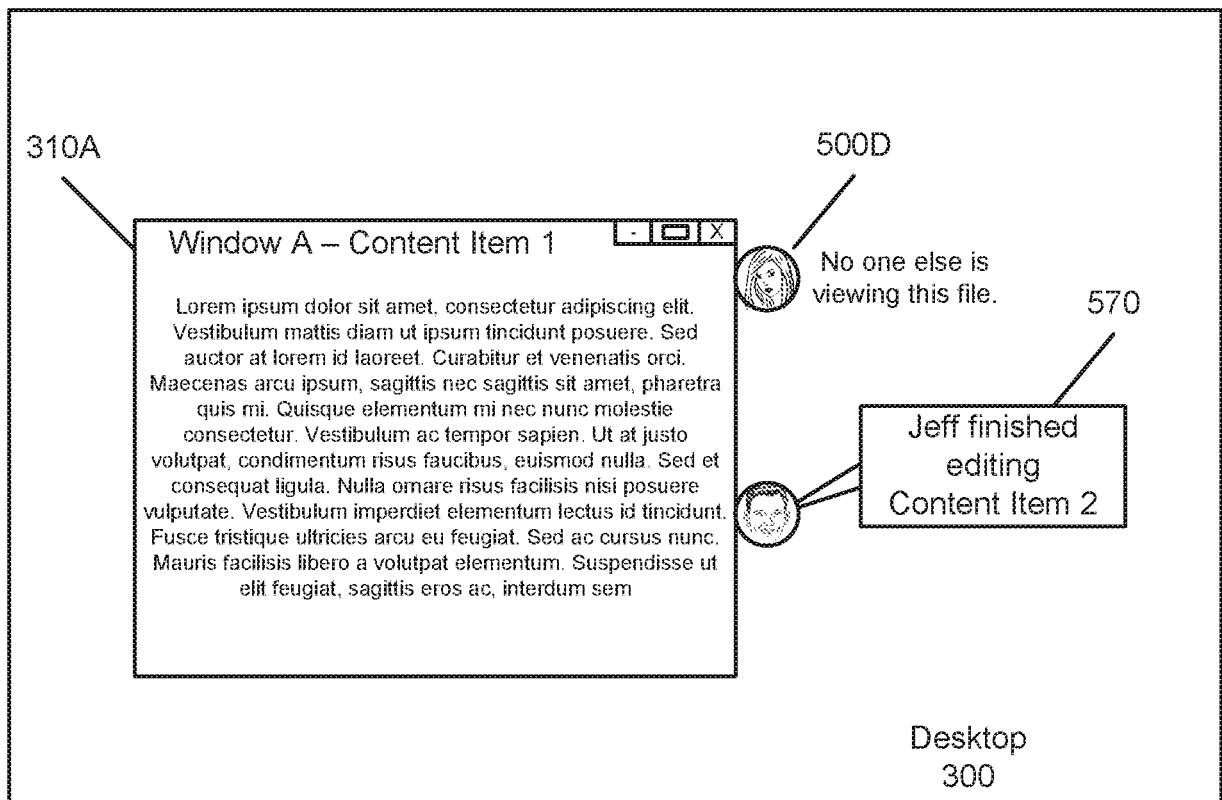 310A
500D
Window A – Content Item 1
- X
No one else is
viewing this file.
570
Lorem ipsum dolor sit amet, consectetur adipiscing elit.
Vestibulum mattis diam ut ipsum tincidunt posuere. Sed
auctor at lorem id laoreet. Curabitur et venenatis orci.
Maecenas arcu ipsum, sagittis nec sagittis sit amet, pharetra
quis mi. Quisque elementum mi nec nunc molestie
consectetur. Vestibulum ac tempor sapien. Ut at justo
volutpat, condimentum risus faucibus, euismod nulla. Sed et
consequat ligula. Nulla ornare risus facilisis nisi posuere
vulputate. Vestibulum imperdiet elementum lectus id tincidunt.
Fusce tristique ultricies arcu eu feugiat. Sed ac cursus nunc.
Mauris facilisis libero a volutpat elementum. Suspendisse ut
elit feugiat, sagittis eros ac, interdum sem
Jeff finished
editing
Content Item 2
Desktop
300